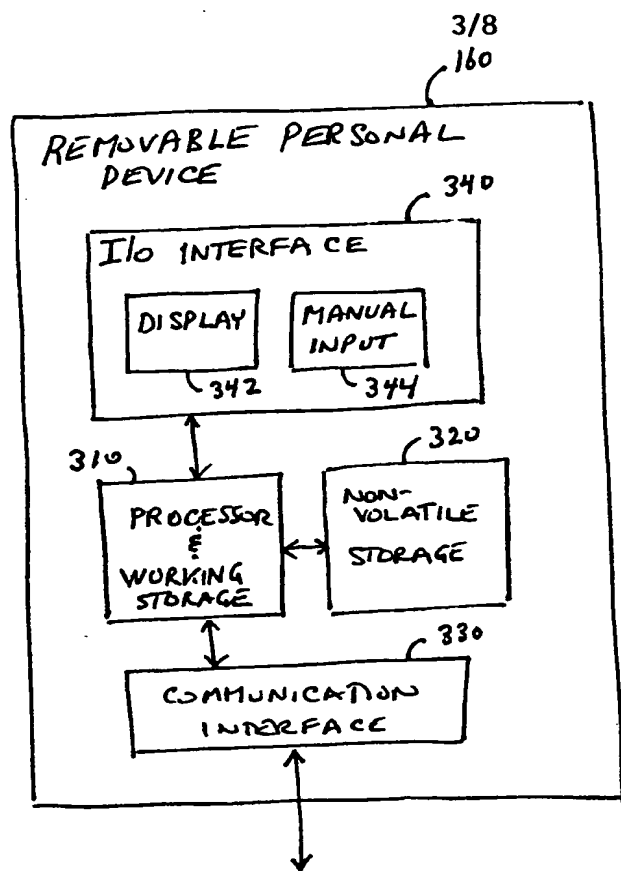 3/8
160
REMOVABLE PERSONAL
DEVICE
340
I/O INTERFACE
DISPLAY
342
MANUAL
INPUT
344
310
PROCESSOR
&
WORKING
STORAGE
320
NON-
VOLATILE
STORAGE
330
COMMUNICATION
INTERFACE